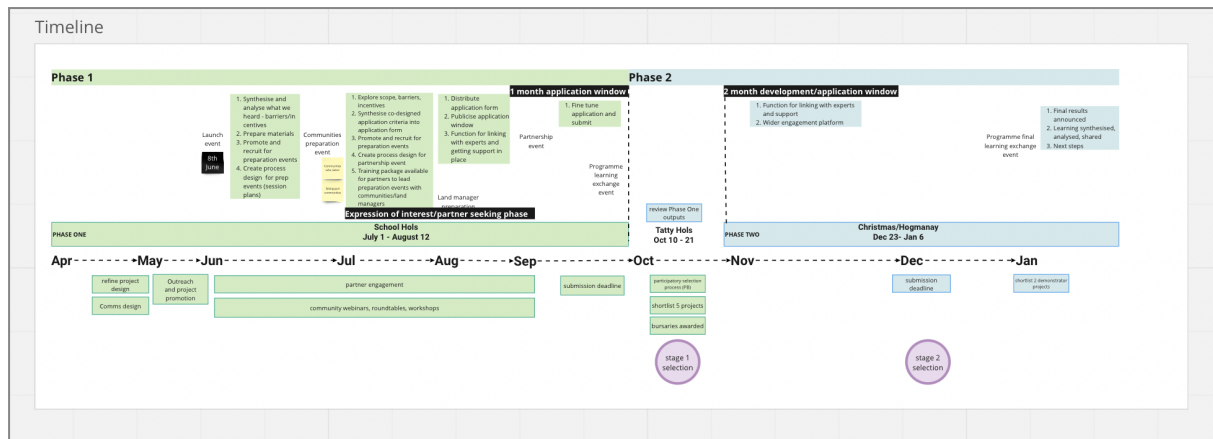 Timeline
Phase 1
Phase 2
1 month application window
2 month development/application window
Launch
event
8th
June
1. Synthesise and
analyse what we
heard - barriers/in
centives
2. Prepare materials
3. Promote and
recruit for
preparation events
4. Create process
design for prep
events (session
plans)
Communities
preparation
event
1. Explore scope, barriers,
incentives
2. Synthesise co-designed
application criteria into
application form
3. Promote and recruit for
preparation events
4. Create process design for
partnership event
5. Training package available
for partners to lead
preparation events with
communities/land
managers
1. Distribute
application form
2. Publicise application
window
3. Function for linking
with experts and
getting support in
place
Land manager
preparation
Partnership
event
1. Fine tune
application and
submit
Programme
learning
exchange
event
1. Function for linking with experts
and support
2. Wider engagement platform
Programme final
learning exchange
event
1. Final results
announced
2. Learning synthesised,
analysed, shared
3. Next steps
Expression of interest/partner seeking phase
review Phase One
outputs
PHASE ONE
School Hols
July 1 - August 12
Tatty Hols
Oct 10 - 21
PHASE TWO
Christmas/Hogmanay
Dec 23- Jan 6
Apr
May
Jun
Jul
Aug
Sep
Oct
Nov
Dec
Jan
refine project
design
Comms design
Outreach
and project
promotion
partner engagement
community webinars, roundtables, workshops
submission deadline
participatory selection
process (PB)
shortlist 5 projects
bursaries awarded
submission
deadline
shortlist 2 demonstrator
projects
stage 1
selection
stage 2
selection